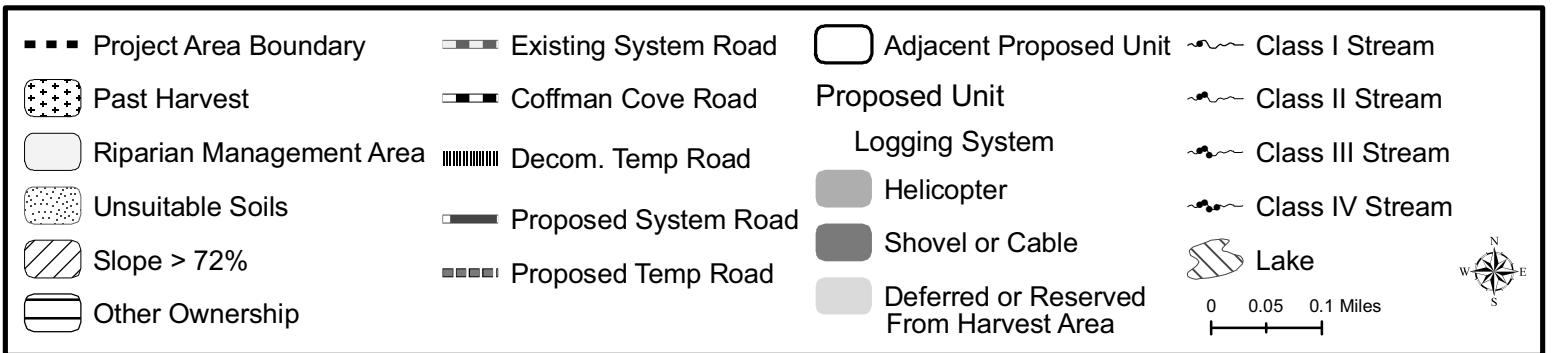 Project Area Boundary
Past Harvest
Riparian Management Area
Unsuitable Soils
Slope > 72%
Other Ownership
Existing System Road
Coffman Cove Road
Decom. Temp Road
Proposed System Road
Proposed Temp Road
Adjacent Proposed Unit
Proposed Unit
Logging System
Helicopter
Shovel or Cable
Deferred or Reserved
From Harvest Area
Class I Stream
Class II Stream
Class III Stream
Class IV Stream
Lake
0 0.05 0.1 Miles
N
W E
S